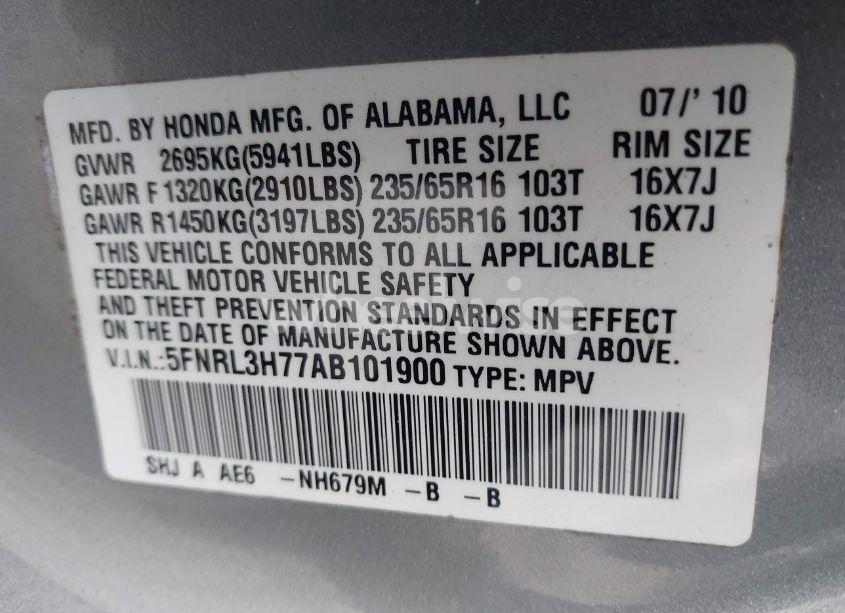 MFD. BY HONDA MFG. OF ALABAMA, LLC 07/' 10
GVWR 2695KG(5941LBS) TIRE SIZE RIM SIZE
GAWR F1320KG(2910LBS) 235/65R16 103T 16X7J
GAWR R1450KG(3197LBS) 235/65R16 103T 16X7J
THIS VEHICLE CONFORMS TO ALL APPLICABLE
FEDERAL MOTOR VEHICLE SAFETY
AND THEFT PREVENTION STANDARDS IN EFFECT
ON THE DATE OF MANUFACTURE SHOWN ABOVE.
V.I.N.:5FNRL3H77AB101900 TYPE: MPV
SHJ A AE6 -NH679M -B -B